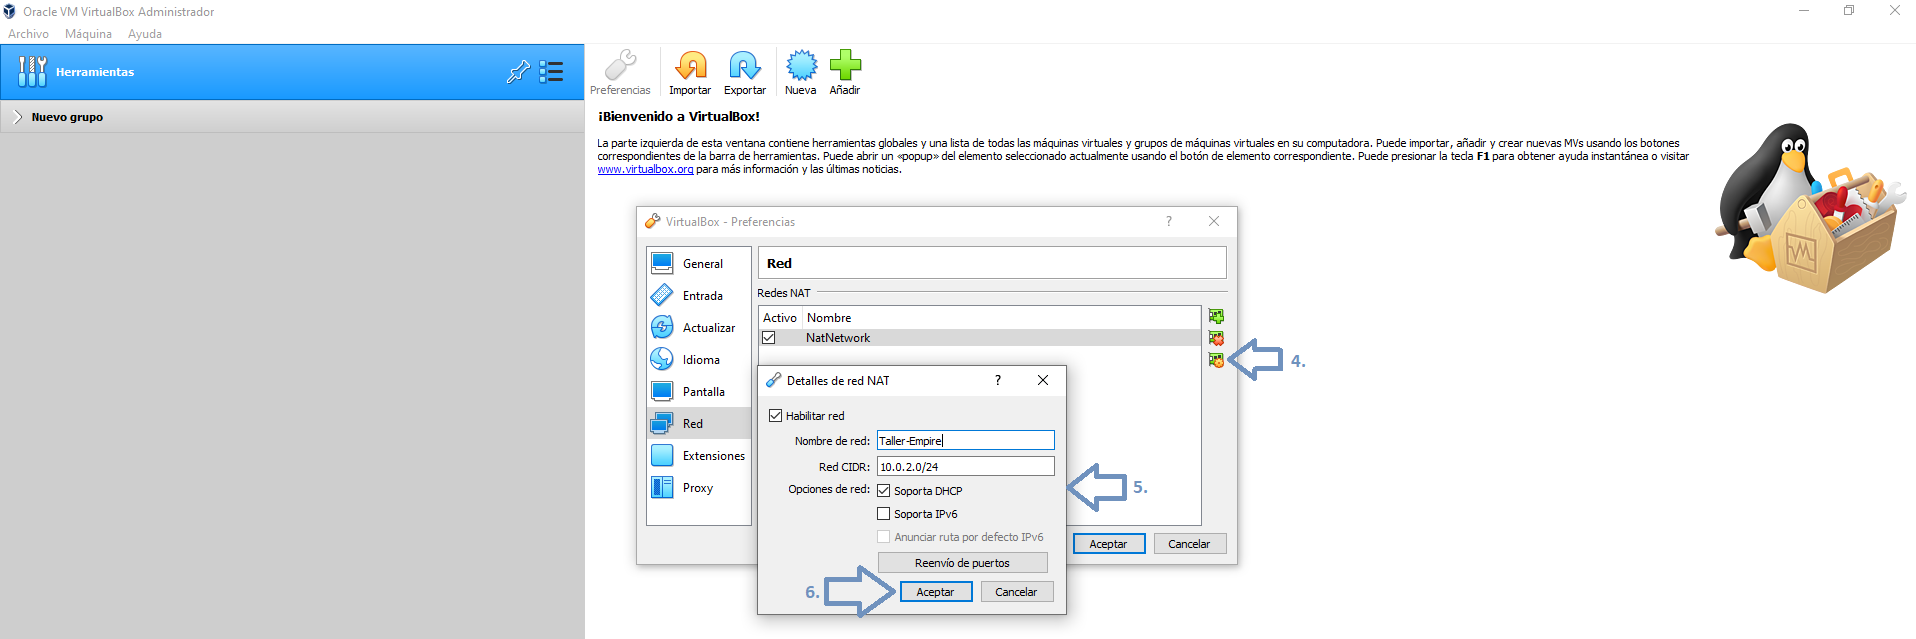 Oracle VM VirtualBox Administrador
Archivo Máquina Ayuda
Herramientas
Nuevo grupo
Preferencias Importar Exportar Nueva Añadir
¡Bienvenido a VirtualBox!
La parte izquierda de esta ventana contiene herramientas globales y una lista de todas las máquinas virtuales y grupos de máquinas virtuales en su computadora. Puede importar, añadir y crear nuevas MVs usando los botones
correspondientes de la barra de herramientas. Puede abrir un «popup» del elemento seleccionado actualmente usando el botón de elemento correspondiente. Puede presionar la tecla F1 para obtener ayuda instantánea o visitar
www.virtualbox.org para más información y las últimas noticias.
VirtualBox - Preferencias ?
General
Entrada
Actualizar
Idioma
Pantalla
Red
Extensiones
Proxy
Red
Redes NAT
Activo Nombre
NatNetwork
4.
Detalles de red NAT ?
Habilitar red
Nombre de red: Taller-Empire
Red CIDR: 10.0.2.0/24
Opciones de red: Soporta DHCP
5.
Soporta IPv6
Anunciar ruta por defecto IPv6
Reenvío de puertos
6. Aceptar Cancelar
Aceptar Cancelar